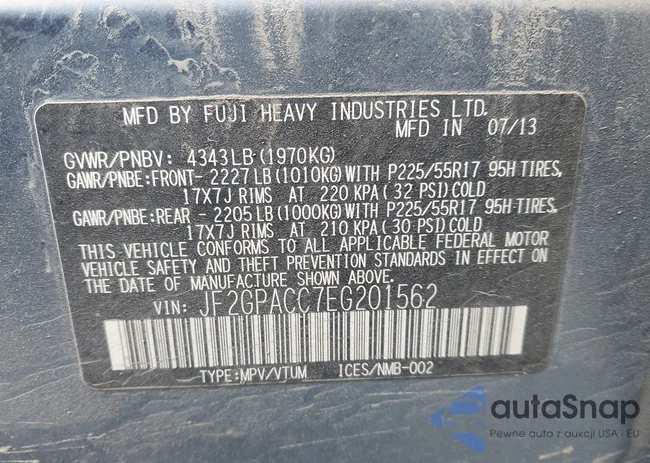 MFD BY FUJI HEAVY INDUSTRIES LTD.
MFD IN 07/13
GVWR/PNBV: 4343LB(1970KG)
GAWR/PNBE:FRONT- 2227LB(1010KG)WITH P225/55R17 95H TIRES,
17X7J RIMS AT 220 KPA(32 PSI)COLD
GAWR/PNBE:REAR - 2205LB(1000KG)WITH P225/55R17 95H-TIRES,
17X7J RIMS AT 210 KPA(30 PSI)COLD
THIS VEHICLE CONFORMS TO ALL APPLICABLE FEDERAL MOTOR
VEHICLE SAFETY AND THEFT PREVENTION STANDARDS IN EFFECT ON
THE DATE OF MANUFACTURE SHOWN ABOVE.
VIN: JF2GPACC7EG201562
TYPE:MPV/VTUM ICES/NMB-002
autaSnap
Pewne auta z aukcji USA i EU